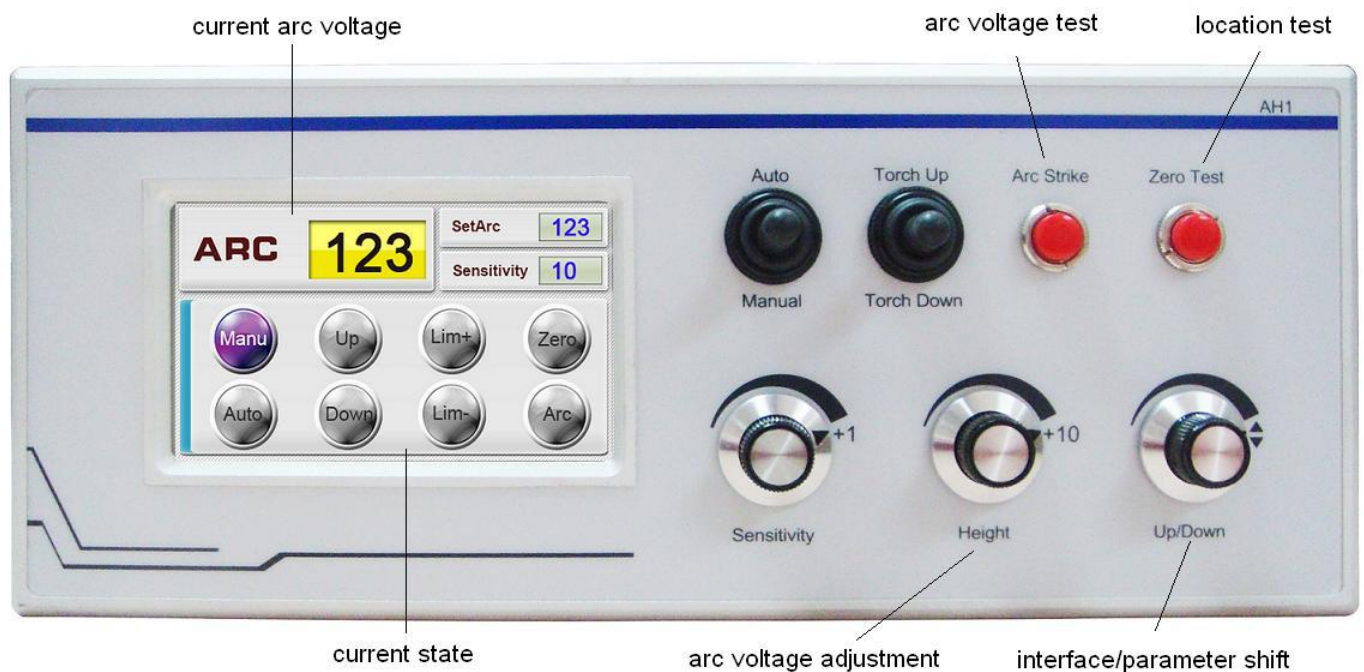 current arc voltage
arc voltage test
location test
AH1
Auto
Torch Up
Arc Strike
Zero Test
ARC
123
SetArc 123
Sensitivity 10
Manual
Torch Down
Manu Up Lim+ Zero
Auto Down Lim- Arc
+1
+10
Sensitivity
Height
Up/Down
current state
arc voltage adjustment
interface/parameter shift